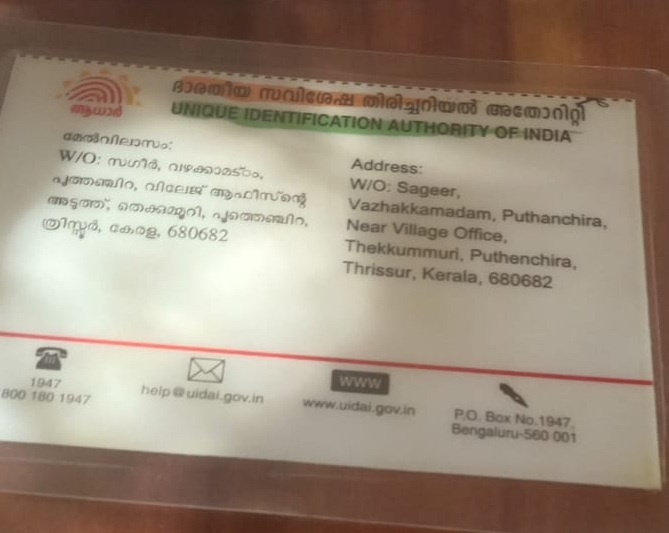 ആധാർ
ഭാരതീയ സവിശേഷ തിരിച്ചറിയൽ അതോറിറ്റി
UNIQUE IDENTIFICATION AUTHORITY OF INDIA
മേൽവിലാസം:
W/O: സഗീർ, വഴക്കാമടം,
പുത്തഞ്ചിറ, വില്ലേജ് ആഫീസ്ന്റെ
അടുത്ത്, തെക്കുമ്മുറി, പുത്തെഞ്ചിറ,
ത്രിസ്സൂർ, കേരള, 680682
Address:
W/O: Sageer,
Vazhakkamadam, Puthanchira,
Near Village Office,
Thekkummuri, Puthenchira,
Thrissur, Kerala, 680682
1947
800 180 1947
help@uidai.gov.in
www
www.uidai.gov.in
P.O. Box No.1947,
Bengaluru-560 001